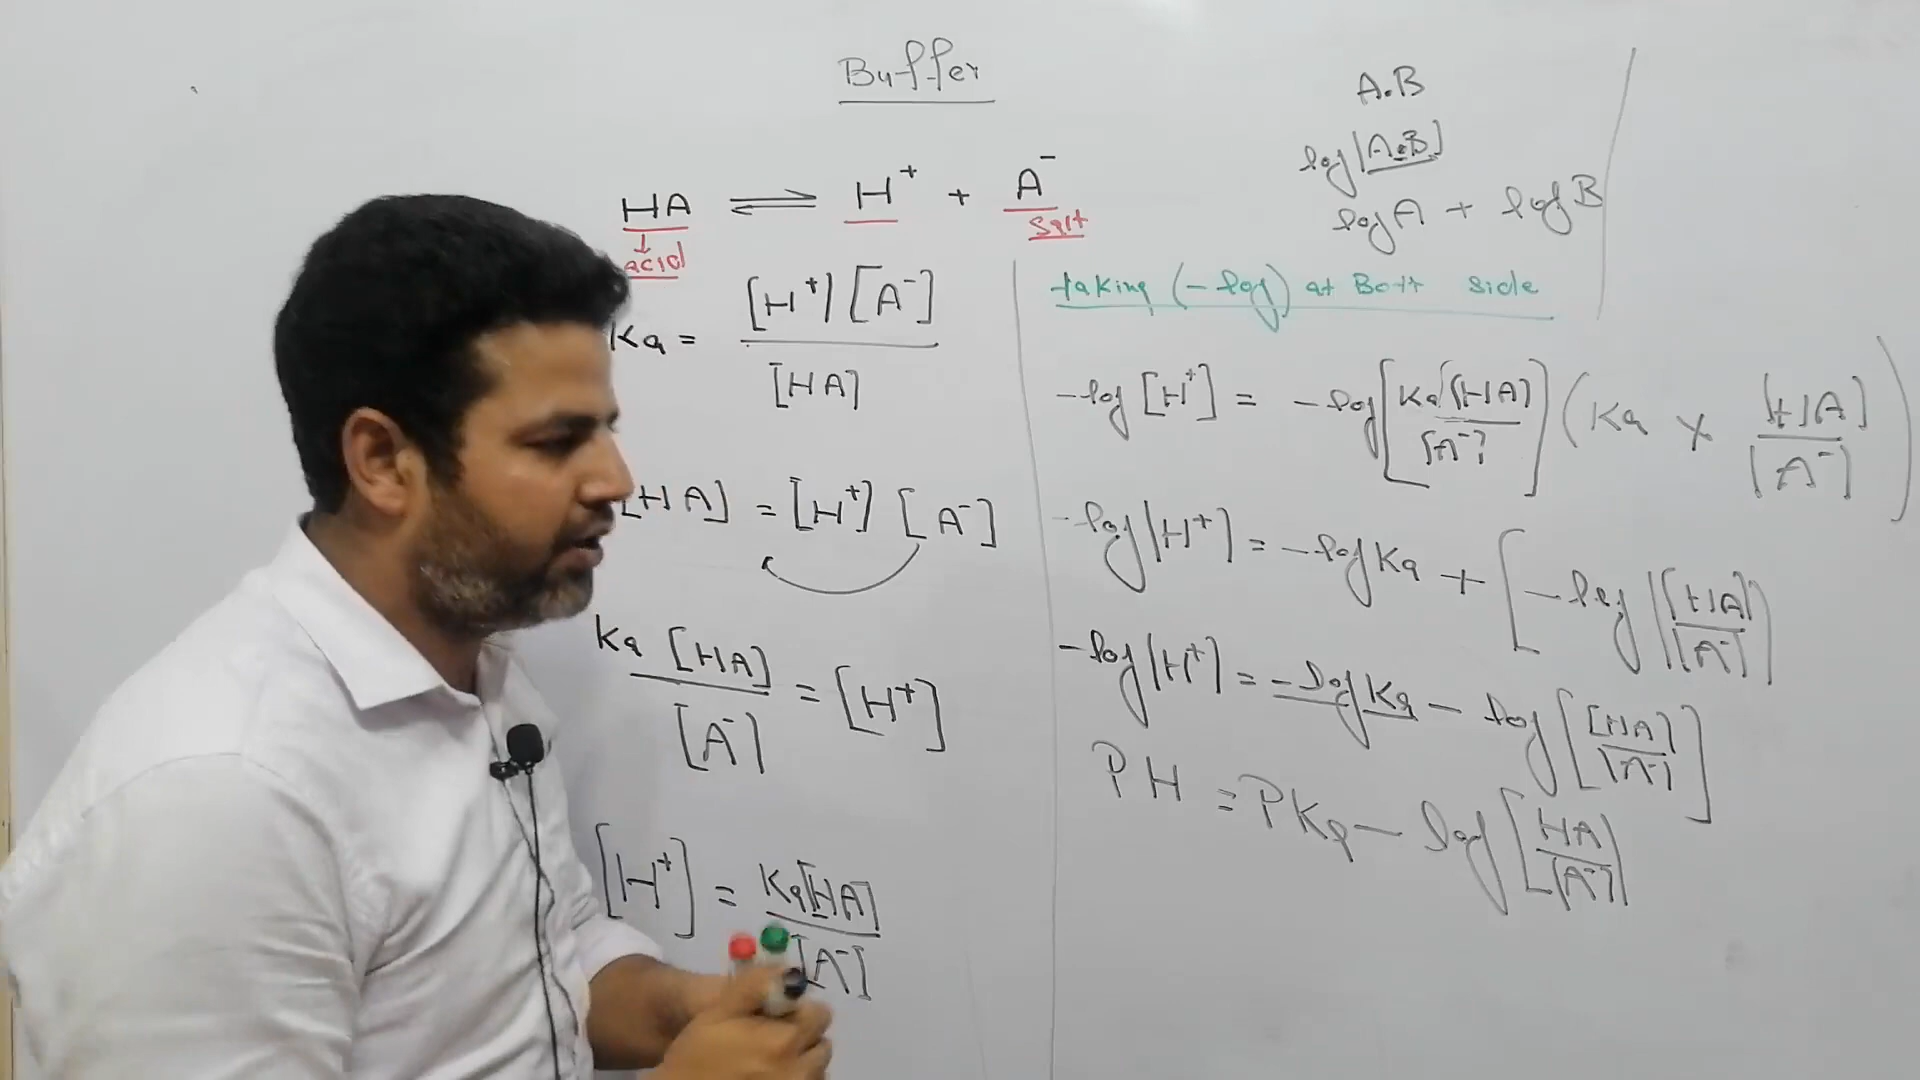 Buffer
HA ⇌ H⁺ + A⁻
acid
Salt
Ka = [H⁺][A⁻] / [HA]
[HA] = [H⁺] [A⁻]
Ka [HA] / [A⁻] = [H⁺]
[H⁺] = Ka[HA] / [A⁻]
A.B
log[A.B]
log A + log B
taking (-log) at Both side
-log [H⁺] = -log[Ka[HA] / [A⁻]] (Ka × [HA] / [A⁻])
-log[H⁺] = -log Ka + [-log[[HA] / [A⁻]]
-log[H⁺] = -log Ka - log[[HA] / [A⁻]]
PH = PKa - log[HA / [A⁻]]